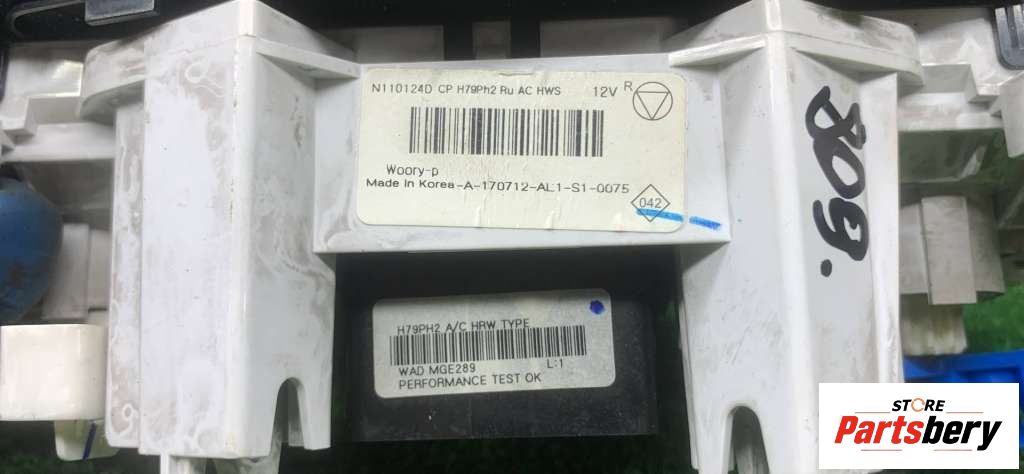 N110124D CP H79Ph2 Ru AC HWS 12V R
Woory-p
Made In Korea-A-170712-AL1-S1-0075
042
H79PH2 A/C HRW TYPE
WAD MGE289 L:1
PERFORMANCE TEST OK
STORE
Partsbery